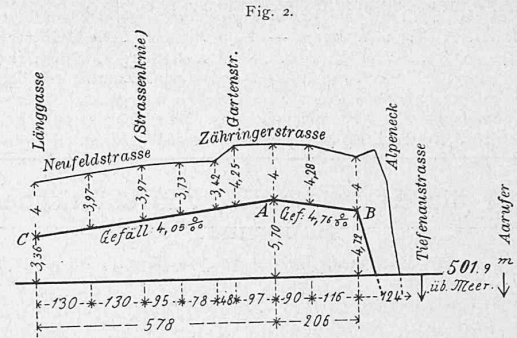 Fig. 2.
Länggasse
(Strassenknie)
Gartenstr.
Alpeneck
Neufeldstrasse
Zähringerstrasse
Tiefenaustrasse
Aarufer
4
3,97
3,97
3,73
3,42
4,25
4
4,28
4
C
A
B
Gefäll: 4,05 ‰
Gef: 4,76 ‰
3,36
5,70
4,72
501.9 m
üb. Meer.
130
130
95
78
48
97
90
116
124
578
206